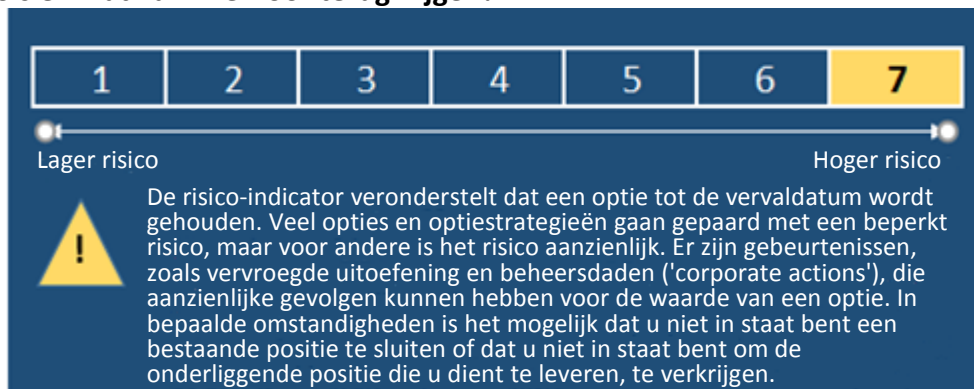 1 2 3 4 5 6 7
Lager risico Hoger risico
De risico-indicator veronderstelt dat een optie tot de vervaldatum wordt
gehouden. Veel opties en optiestrategieën gaan gepaard met een beperkt
! risico, maar voor andere is het risico aanzienlijk. Er zijn gebeurtenissen,
zoals vervroegde uitoefening en beheersdaden ('corporate actions'), die
aanzienlijke gevolgen kunnen hebben voor de waarde van een optie. In
bepaalde omstandigheden is het mogelijk dat u niet in staat bent een
bestaande positie te sluiten of dat u niet in staat bent om de
onderliggende positie die u dient te leveren, te verkrijgen.